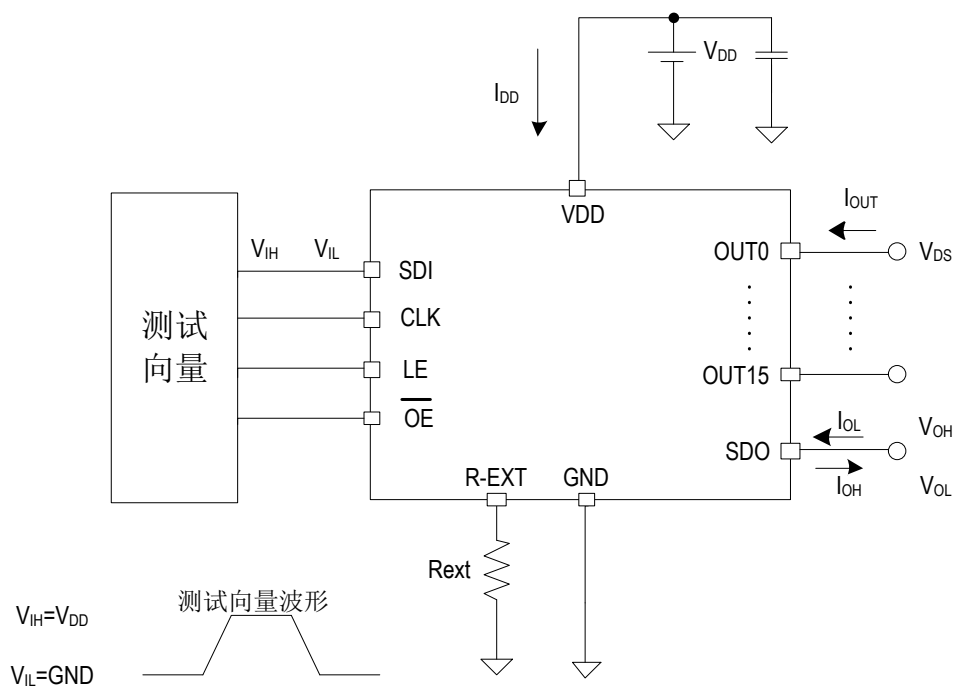 V_DD
I_DD
VDD
I_OUT
OUT0
V_DS
V_IH V_IL
SDI
CLK
LE
O̅E̅
测试
向量
OUT15
I_OL
V_OH
SDO
I_OH
V_OL
R-EXT GND
Rext
测试向量波形
V_IH=V_DD
V_IL=GND